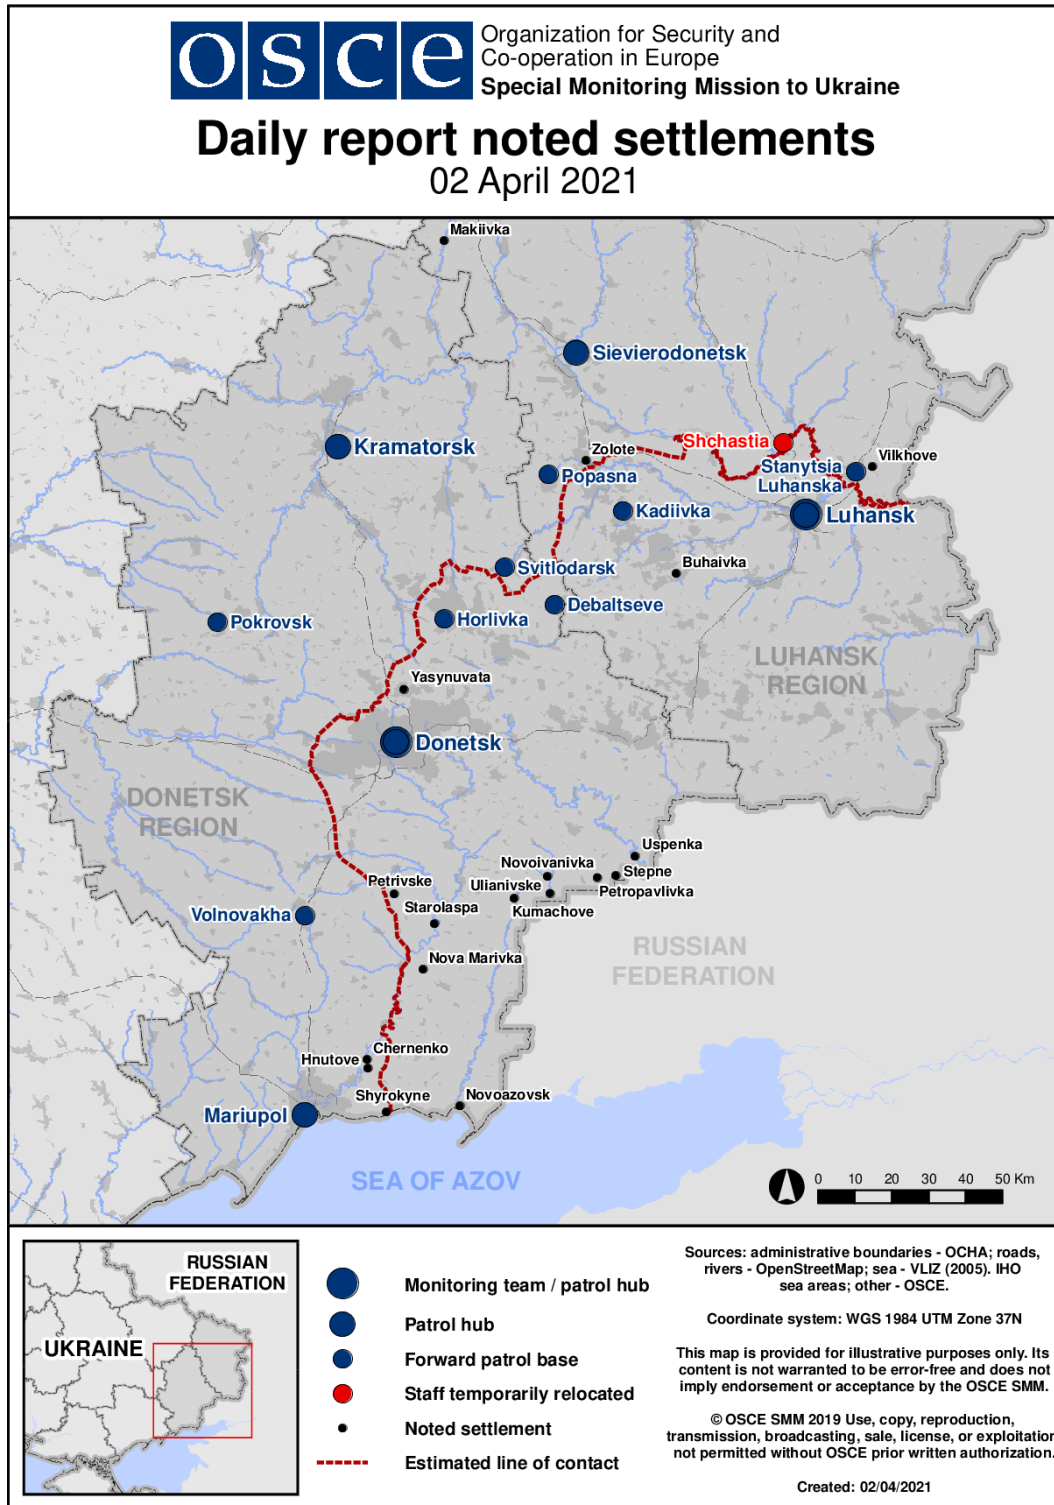 osce
Organization for Security and
Co-operation in Europe
Special Monitoring Mission to Ukraine
Daily report noted settlements
02 April 2021
Makiivka
Sievierodonetsk
Kramatorsk
Shchastia
Zolote
Vilkhove
Stanytsia
Luhanska
Popasna
Kadiivka
Luhansk
Buhaivka
Svitlodarsk
Debaltseve
Horlivka
Pokrovsk
LUHANSK
REGION
Yasynuvata
Donetsk
DONETSK
REGION
Uspenka
Novoivanivka
Stepne
Petrivske
Ulianivske
Petropavlivka
Starolaspa
Kumachove
Volnovakha
RUSSIAN
FEDERATION
Nova Marivka
Chernenko
Hnutove
Shyrokyne
Novoazovsk
Mariupol
SEA OF AZOV
0 10 20 30 40 50 Km
RUSSIAN
FEDERATION
UKRAINE
Monitoring team / patrol hub
Patrol hub
Forward patrol base
Staff temporarily relocated
Noted settlement
Estimated line of contact
Sources: administrative boundaries - OCHA; roads,
rivers - OpenStreetMap; sea - VLIZ (2005). IHO
sea areas; other - OSCE.
Coordinate system: WGS 1984 UTM Zone 37N
This map is provided for illustrative purposes only. Its
content is not warranted to be error-free and does not
imply endorsement or acceptance by the OSCE SMM.
© OSCE SMM 2019 Use, copy, reproduction,
transmission, broadcasting, sale, license, or exploitation
not permitted without OSCE prior written authorization.
Created: 02/04/2021